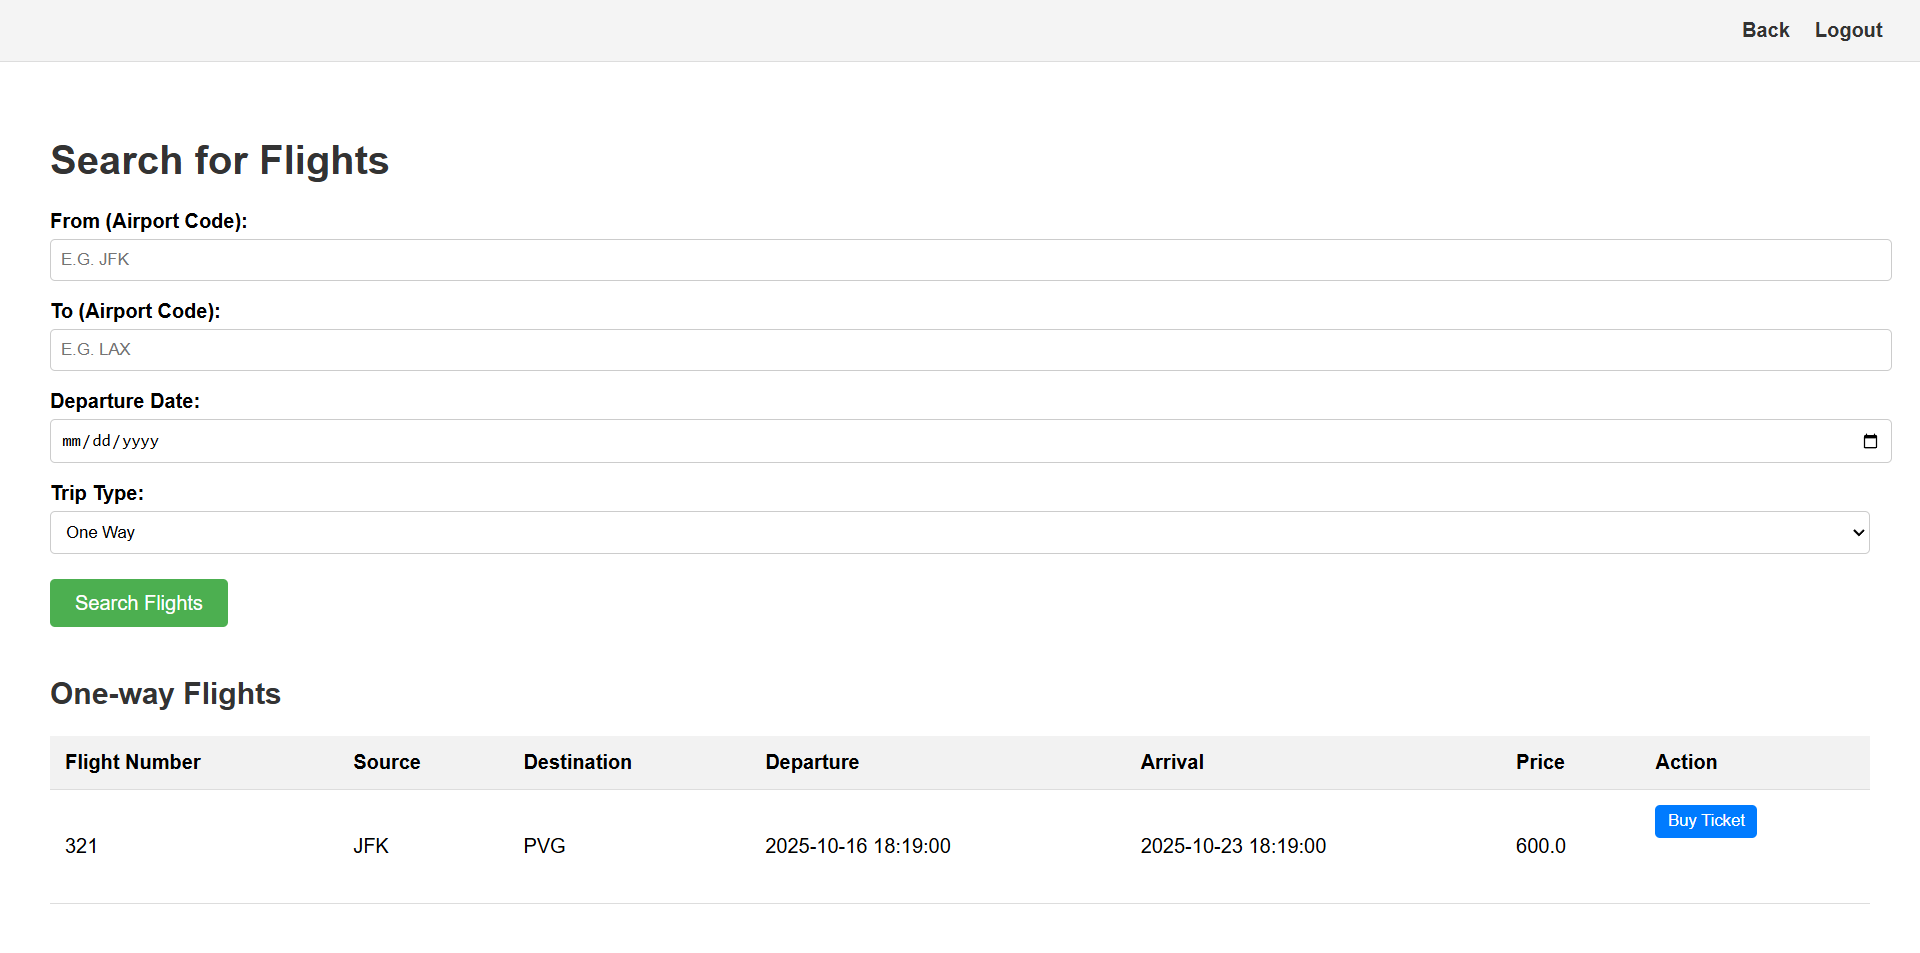 Back Logout
Search for Flights
From (Airport Code):
E.G. JFK
To (Airport Code):
E.G. LAX
Departure Date:
mm/dd/yyyy
Trip Type:
One Way
Search Flights
One-way Flights
Flight Number Source Destination Departure Arrival Price Action
321 JFK PVG 2025-10-16 18:19:00 2025-10-23 18:19:00 600.0 Buy Ticket